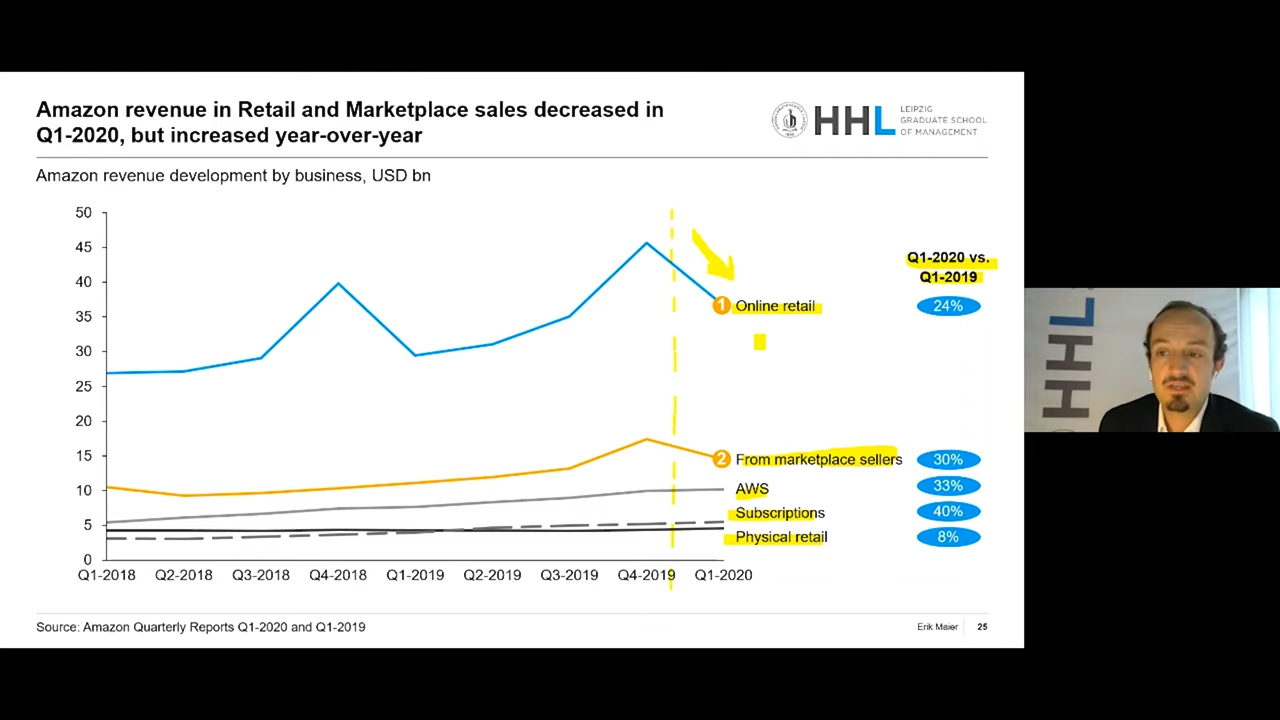 Amazon revenue in Retail and Marketplace sales decreased in
Q1-2020, but increased year-over-year
HHL
LEIPZIG
GRADUATE SCHOOL
OF MANAGEMENT
Amazon revenue development by business, USD bn
50
45
40
35
30
25
20
15
10
5
0
Q1-2018 Q2-2018 Q3-2018 Q4-2018 Q1-2019 Q2-2019 Q3-2019 Q4-2019 Q1-2020
Q1-2020 vs.
Q1-2019
1 Online retail 24%
2 From marketplace sellers 30%
AWS 33%
Subscriptions 40%
Physical retail 8%
HHL
Source: Amazon Quarterly Reports Q1-2020 and Q1-2019
Erik Maier 25